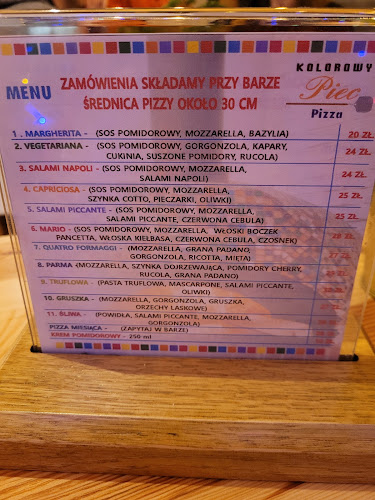 KOLOROWY
Piec
Pizza
MENU
ZAMÓWIENIA SKŁADAMY PRZY BARZE
ŚREDNICA PIZZY OKOŁO 30 CM
1 . MARGHERITA - (SOS POMIDOROWY, MOZZARELLA, BAZYLIA) 20 ZŁ
2. VEGETARIANA - (SOS POMIDOROWY, GORGONZOLA, KAPARY, 24 ZŁ
CUKINIA, SUSZONE POMIDORY, RUCOLA)
3. SALAMI NAPOLI - (SOS POMIDOROWY, MOZZARELLA, 24 ZŁ
SALAMI NAPOLI)
4. CAPRICIOSA - (SOS POMIDOROWY, MOZZARELLA, 25 ZŁ
SZYNKA COTTO, PIECZARKI, OLIWKI)
5. SALAMI PICCANTE - (SOS POMIDOROWY, MOZZARELLA, 25 ZŁ
SALAMI PICCANTE, CZERWONA CEBULA)
6. MARIO - (SOS POMIDOROWY, MOZZARELLA, WŁOSKI BOCZEK
PANCETTA, WŁOSKA KIEŁBASA, CZERWONA CEBULA, CZOSNEK)
7. QUATRO FORMAGGI - (MOZZARELLA, GRANA PADANO,
GORGONZOLA, RICOTTA, MIĘTA)
8. PARMA (MOZZARELLA, SZYNKA DOJRZEWAJĄCA, POMIDORY CHERRY,
RUCOLA, GRANA PADANO)
9. TRUFLOWA - (PASTA TRUFLOWA, MASCARPONE, SALAMI PICCANTE,
OLIWKI)
10. GRUSZKA - (MOZZARELLA, GORGONZOLA, GRUSZKA,
ORZECHY LASKOWE)
11. ŚLIWA - (POWIDŁA, SALAMI PICCANTE, MOZZARELLA,
GORGONZOLA)
PIZZA MIESIĄCA - (ZAPYTAJ W BARZE)
KREM POMIDOROWY - 250 ml